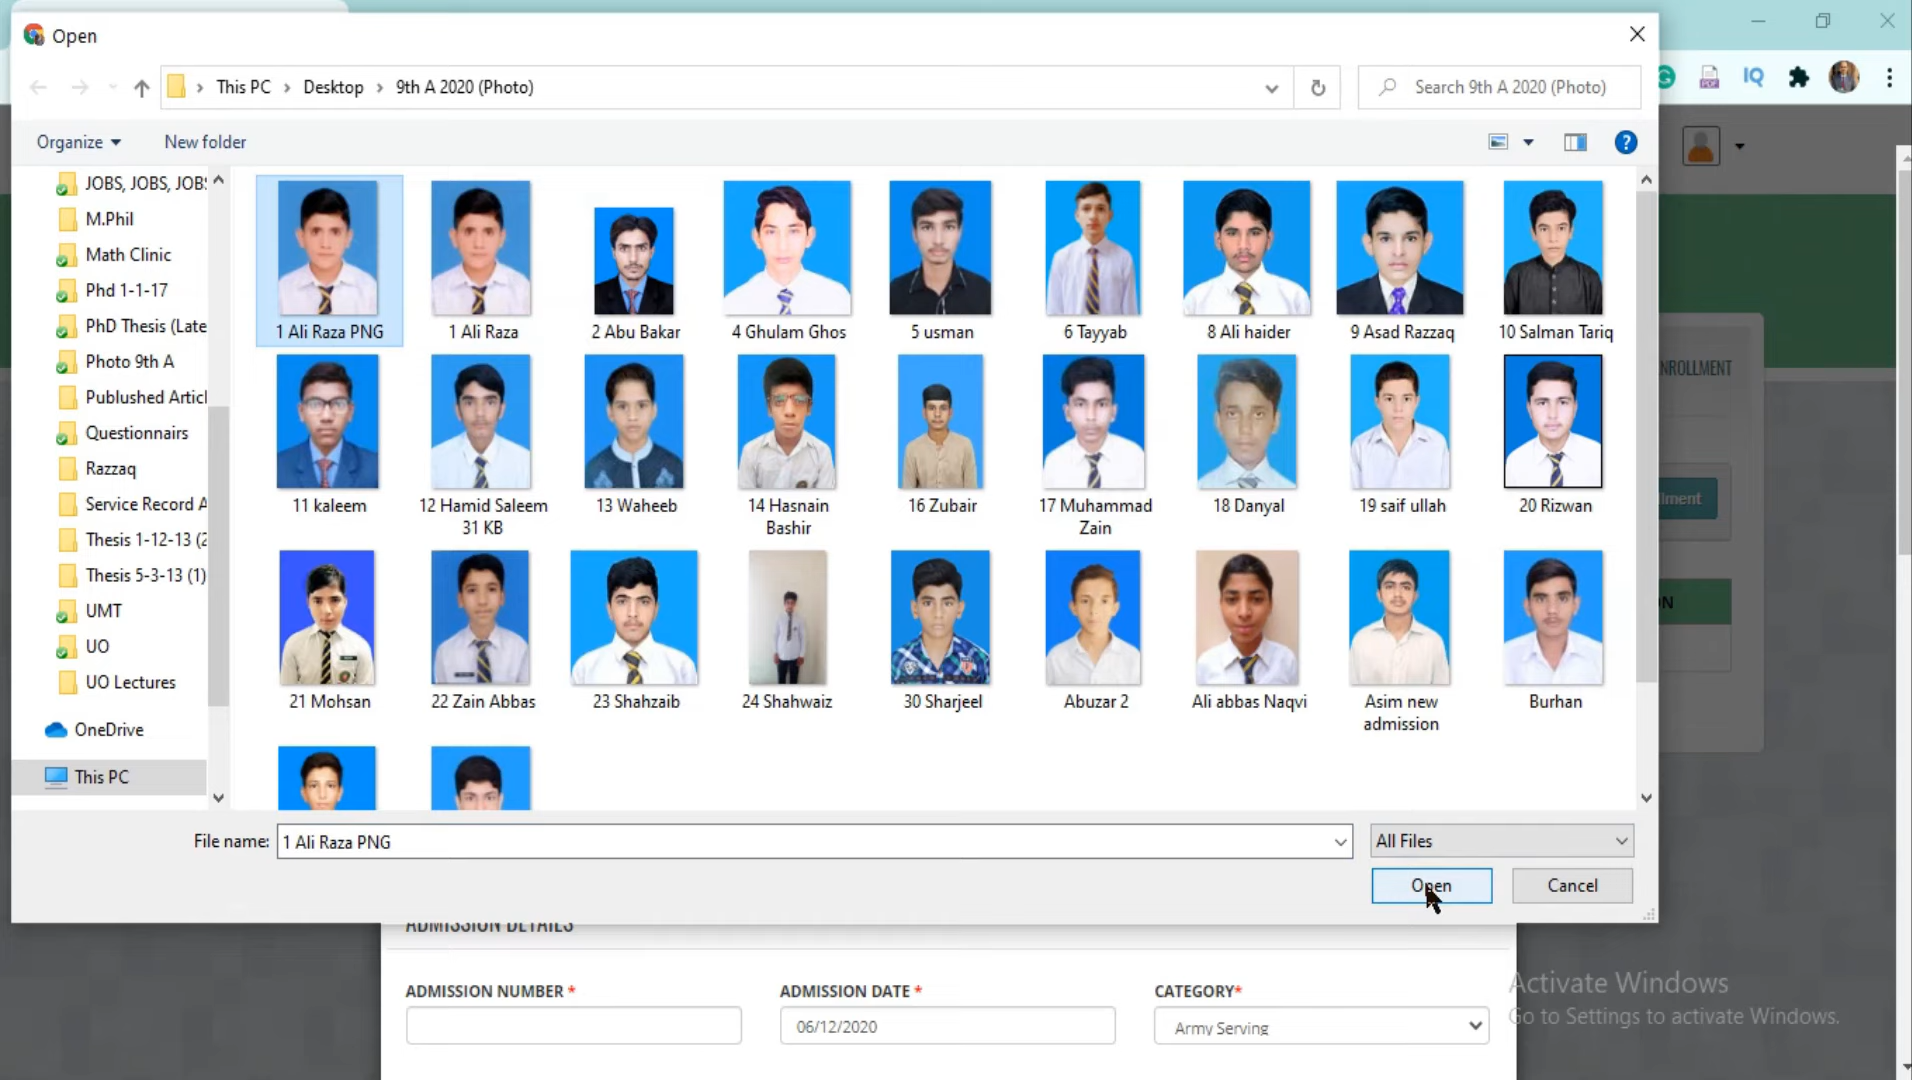 Open
This PC > Desktop > 9th A 2020 (Photo)
Search 9th A 2020 (Photo)
PDF
IQ
Organize
New folder
?
JOBS, JOBS, JOBS
M.Phil
Math Clinic
Phd 1-1-17
PhD Thesis (Late
Photo 9th A
Publushed Articl
Questionnairs
Razzaq
Service Record A
Thesis 1-12-13 (2
Thesis 5-3-13 (1)
UMT
UO
UO Lectures
OneDrive
This PC
1 Ali Raza PNG
1 Ali Raza
2 Abu Bakar
4 Ghulam Ghos
5 usman
6 Tayyab
8 Ali haider
9 Asad Razzaq
10 Salman Tariq
11 kaleem
12 Hamid Saleem
31 KB
13 Waheeb
14 Hasnain
Bashir
16 Zubair
17 Muhammad
Zain
18 Danyal
19 saif ullah
20 Rizwan
21 Mohsan
22 Zain Abbas
23 Shahzaib
24 Shahwaiz
30 Sharjeel
Abuzar 2
Ali abbas Naqvi
Asim new
admission
Burhan
NROLLMENT
llment
ON
File name:
1 Ali Raza PNG
All Files
Open
Cancel
ADMISSION DETAILS
ADMISSION NUMBER *
ADMISSION DATE *
CATEGORY*
06/12/2020
Army Serving
Activate Windows
Go to Settings to activate Windows.